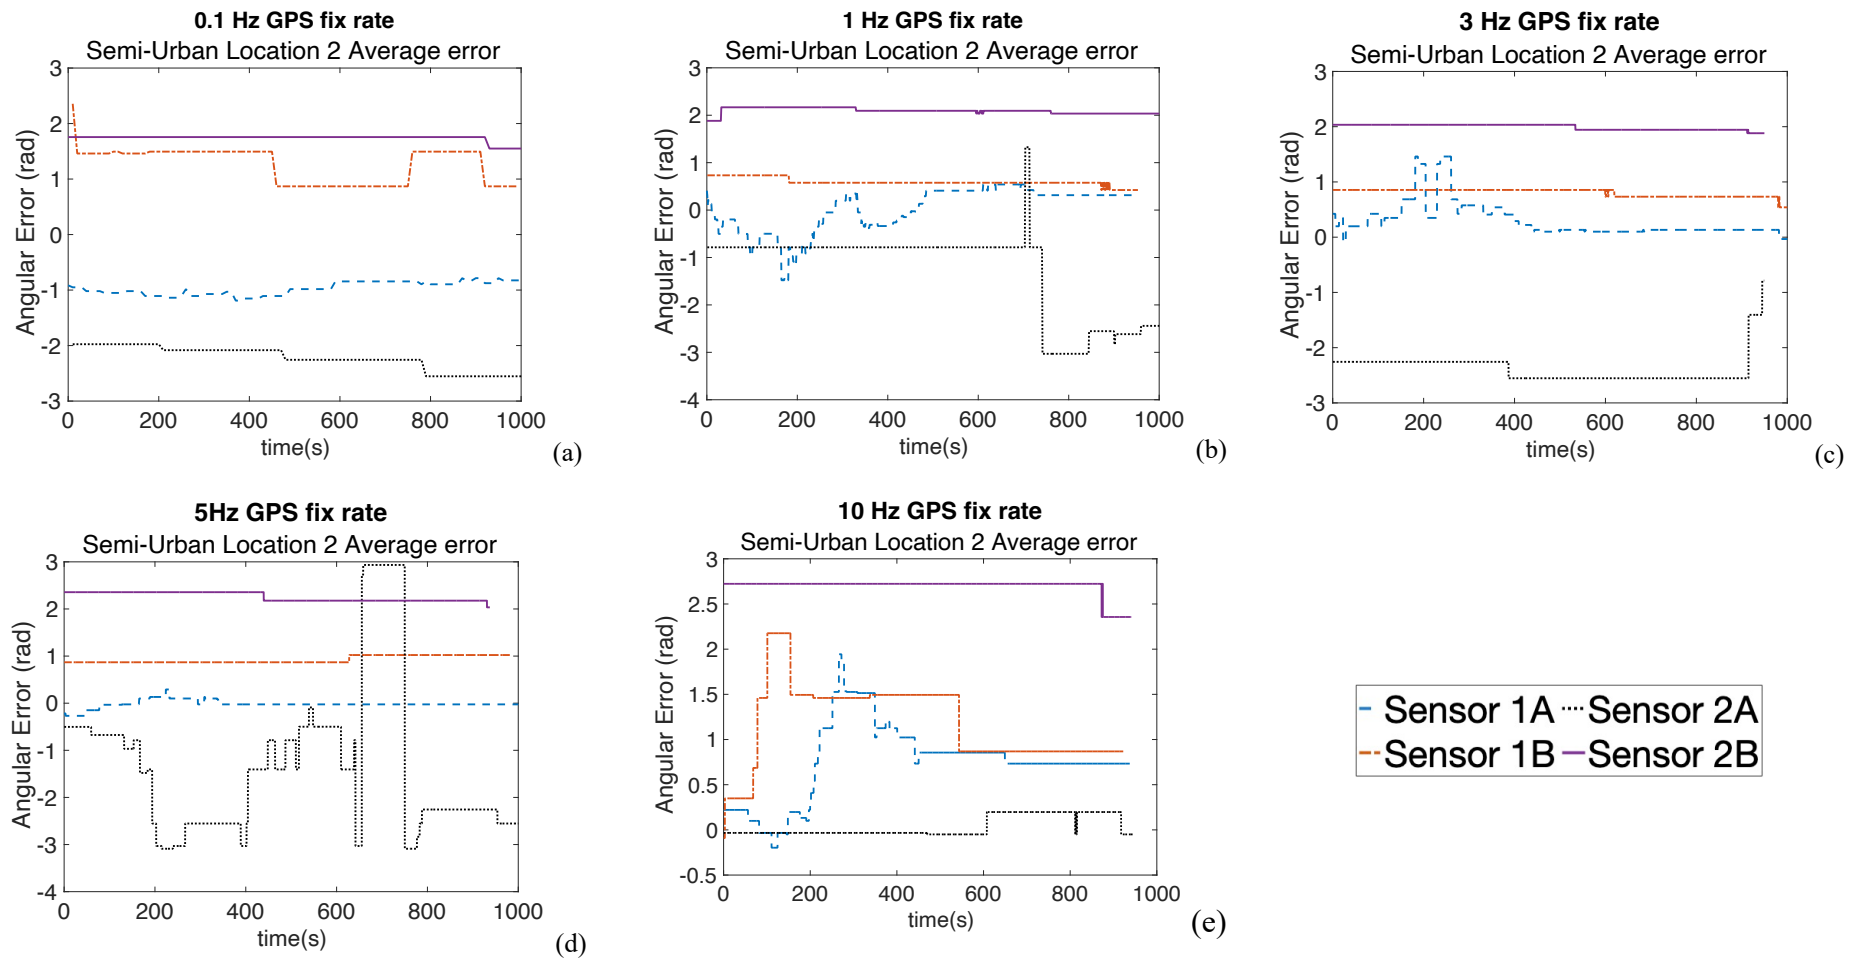 0.1 Hz GPS fix rate
Semi-Urban Location 2 Average error
3
2
1
0
-1
-2
-3
Angular Error (rad)
0 200 400 600 800 1000
time(s)
(a)
1 Hz GPS fix rate
Semi-Urban Location 2 Average error
3
2
1
0
-1
-2
-3
-4
Angular Error (rad)
0 200 400 600 800 1000
time(s)
(b)
3 Hz GPS fix rate
Semi-Urban Location 2 Average error
3
2
1
0
-1
-2
-3
Angular Error (rad)
0 200 400 600 800 1000
time(s)
(c)
5Hz GPS fix rate
Semi-Urban Location 2 Average error
3
2
1
0
-1
-2
-3
-4
Angular Error (rad)
0 200 400 600 800 1000
time(s)
(d)
10 Hz GPS fix rate
Semi-Urban Location 2 Average error
3
2.5
2
1.5
1
0.5
0
-0.5
Angular Error (rad)
0 200 400 600 800 1000
time(s)
(e)
Sensor 1A Sensor 2A
Sensor 1B Sensor 2B